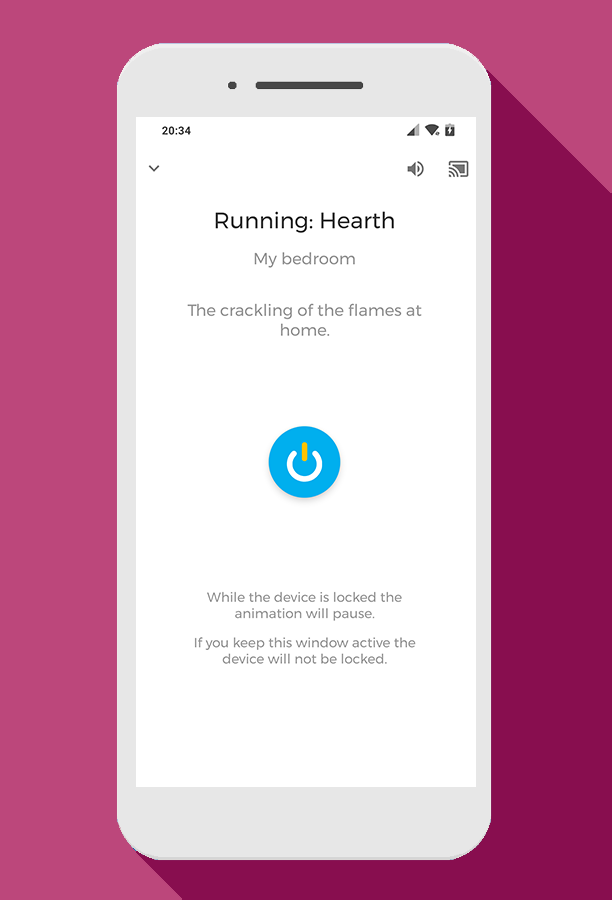 20:34
Running: Hearth
My bedroom
The crackling of the flames at
home.
While the device is locked the
animation will pause.
If you keep this window active the
device will not be locked.